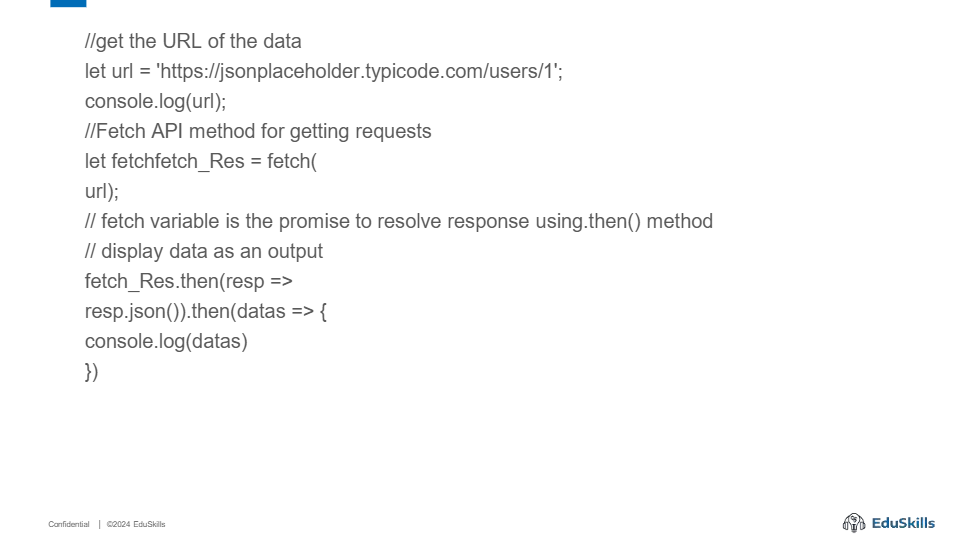 //get the URL of the data
let url = 'https://jsonplaceholder.typicode.com/users/1';
console.log(url);
//Fetch API method for getting requests
let fetchfetch_Res = fetch(
url);
// fetch variable is the promise to resolve response using.then() method
// display data as an output
fetch_Res.then(resp =>
resp.json()).then(datas => {
console.log(datas)
})
Confidential | ©2024 EduSkills
EduSkills